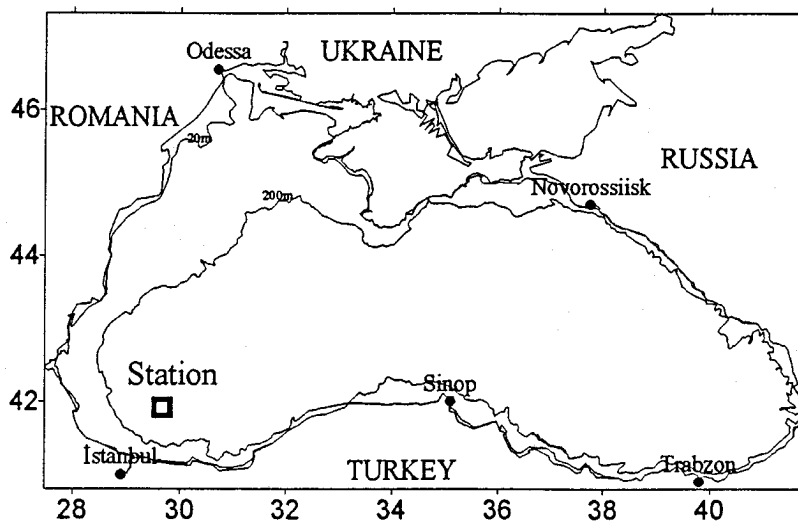 Odessa
UKRAINE
46
ROMANIA
20m
RUSSIA
200m
Novorossiisk
44
Station
Sinop
42
İstanbul
TURKEY
Trabzon
28 30 32 34 36 38 40